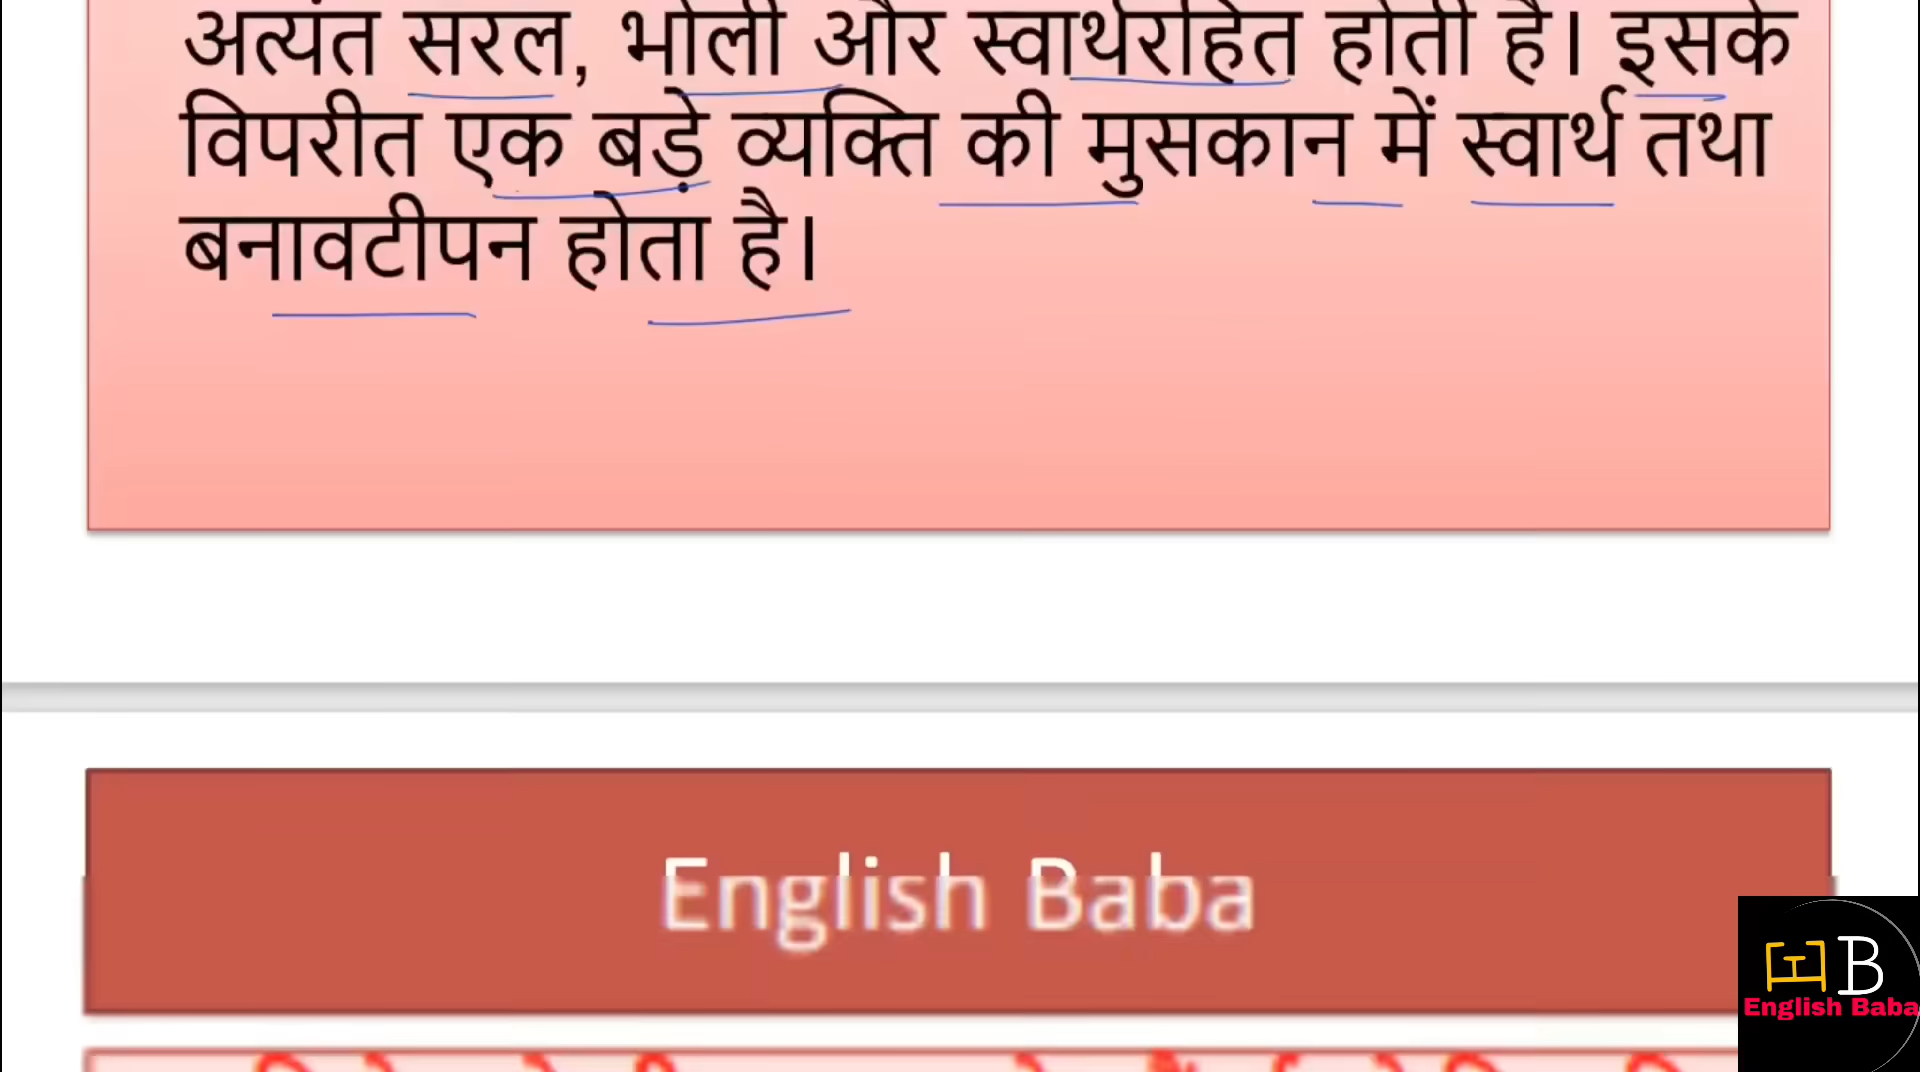 अत्यंत सरल, भोली और स्वार्थरहित होती है। इसके
विपरीत एक बड़े व्यक्ति की मुसकान में स्वार्थ तथा
बनावटीपन होता है।
English Baba
B
English Baba